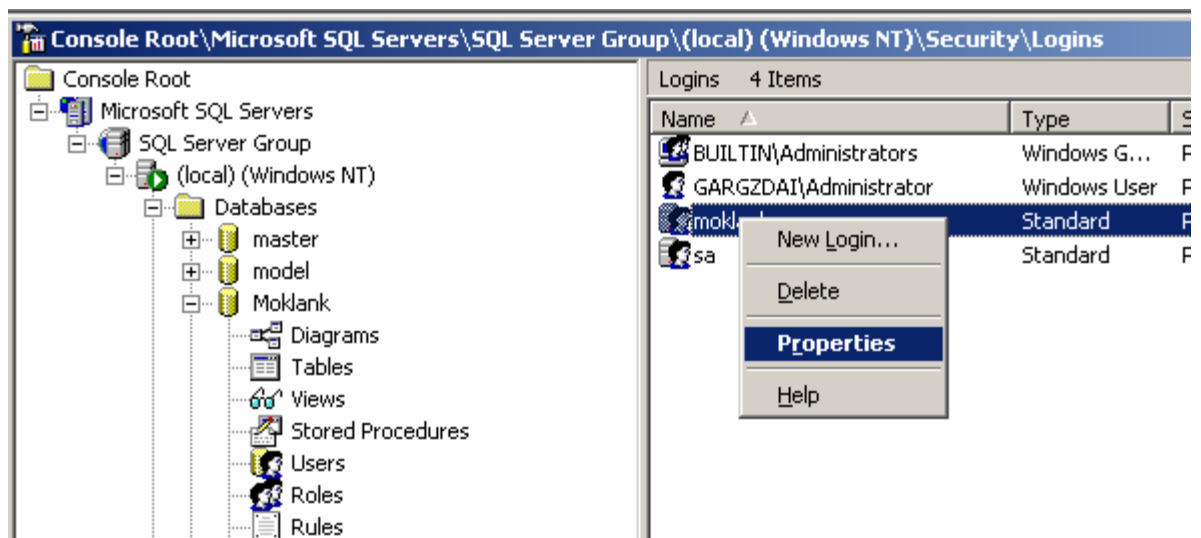 Console Root\Microsoft SQL Servers\SQL Server Group\(local) (Windows NT)\Security\Logins
Console Root
Microsoft SQL Servers
SQL Server Group
(local) (Windows NT)
Databases
master
model
Moklank
Diagrams
Tables
Views
Stored Procedures
Users
Roles
Rules
Logins 4 Items
Name Type S
BUILTIN\Administrators Windows G... P
GARGZDAI\Administrator Windows User P
Standard P
sa Standard P
New Login...
Delete
Properties
Help